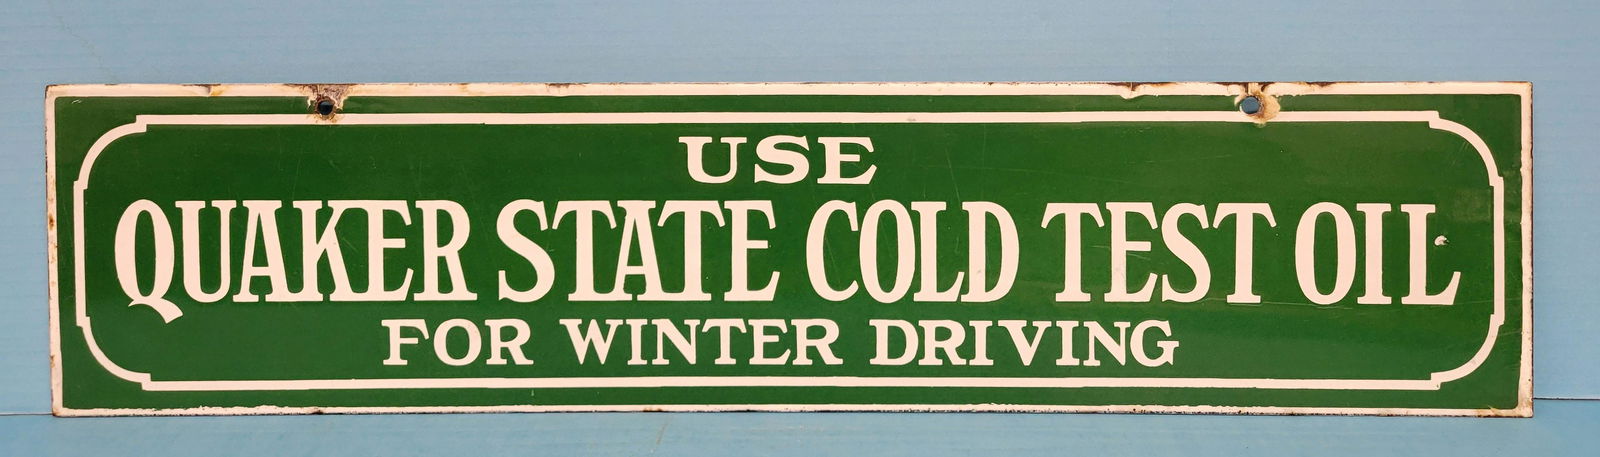 USE
QUAKER STATE COLD TEST OIL
FOR WINTER DRIVING